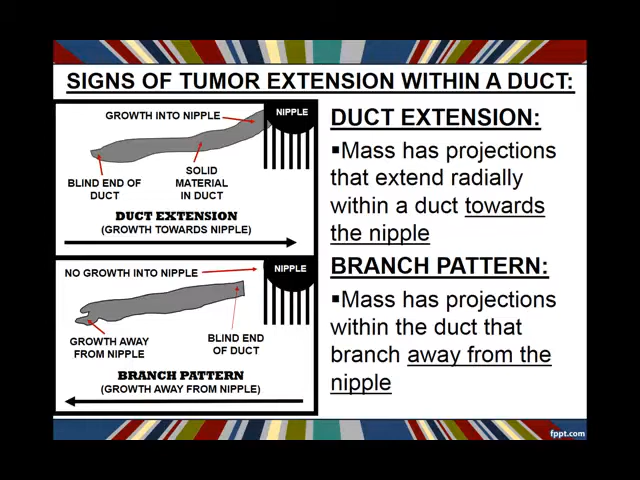 SIGNS OF TUMOR EXTENSION WITHIN A DUCT:
GROWTH INTO NIPPLE
NIPPLE
BLIND END OF
DUCT
SOLID
MATERIAL
IN DUCT
DUCT EXTENSION
(GROWTH TOWARDS NIPPLE)
NO GROWTH INTO NIPPLE
NIPPLE
GROWTH AWAY
FROM NIPPLE
BLIND END
OF DUCT
BRANCH PATTERN
(GROWTH AWAY FROM NIPPLE)
DUCT EXTENSION:
▪Mass has projections
that extend radially
within a duct towards
the nipple
BRANCH PATTERN:
▪Mass has projections
within the duct that
branch away from the
nipple
fppt.com